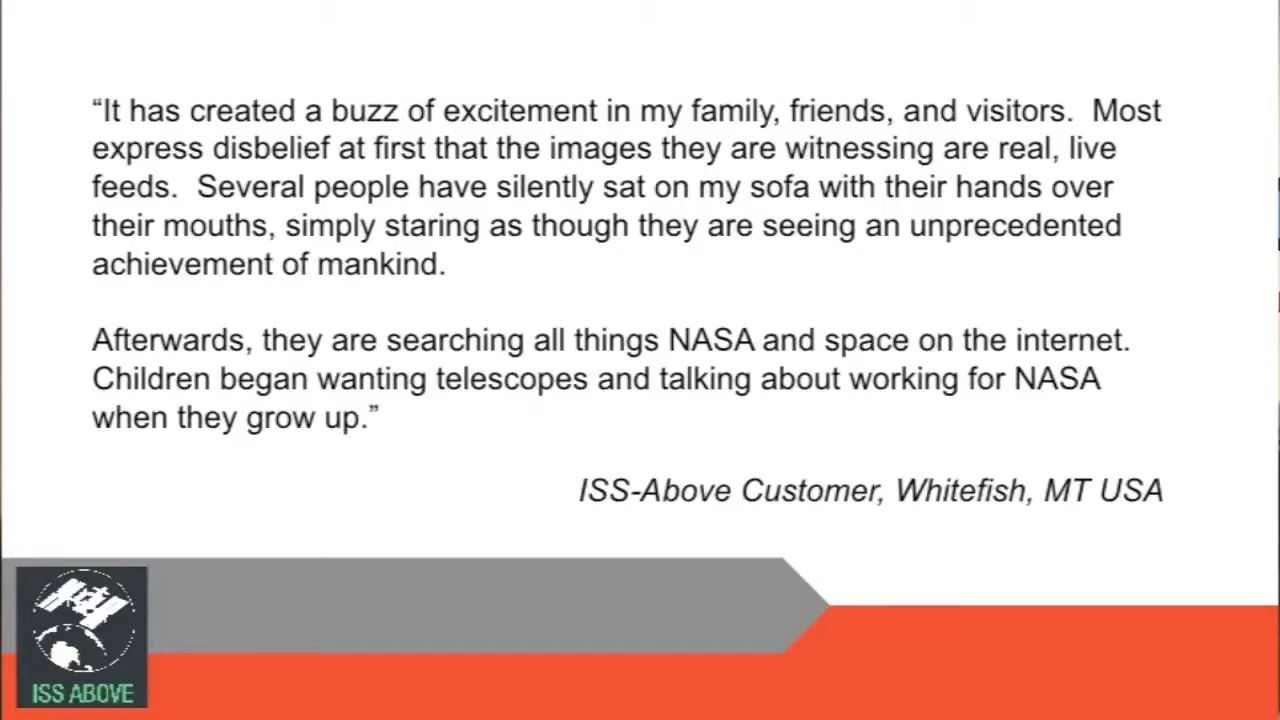 “It has created a buzz of excitement in my family, friends, and visitors.  Most
express disbelief at first that the images they are witnessing are real, live
feeds.  Several people have silently sat on my sofa with their hands over
their mouths, simply staring as though they are seeing an unprecedented
achievement of mankind.
Afterwards, they are searching all things NASA and space on the internet.
Children began wanting telescopes and talking about working for NASA
when they grow up.”
ISS-Above Customer, Whitefish, MT USA
ISS ABOVE